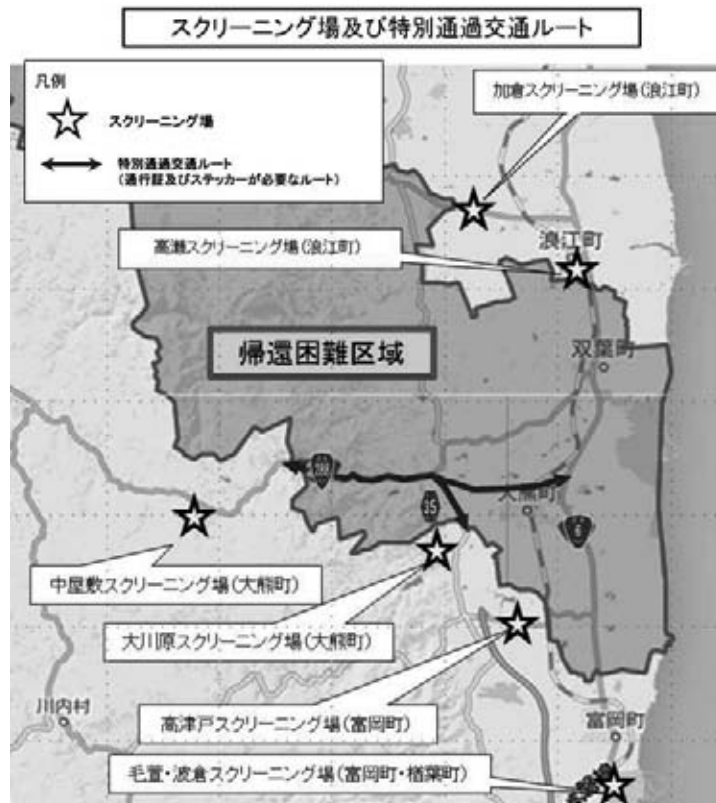 スクリーニング場及び特別通過交通ルート
凡例
スクリーニング場
特別通過交通ルート
（通行証及びステッカーが必要なルート）
加倉スクリーニング場（浪江町）
浪江町
高瀬スクリーニング場（浪江町）
帰還困難区域
双葉町
288
35
大熊町
6
中屋敷スクリーニング場（大熊町）
大川原スクリーニング場（大熊町）
川内村
高津戸スクリーニング場（富岡町）
富岡町
毛萱・波倉スクリーニング場（富岡町・楢葉町）